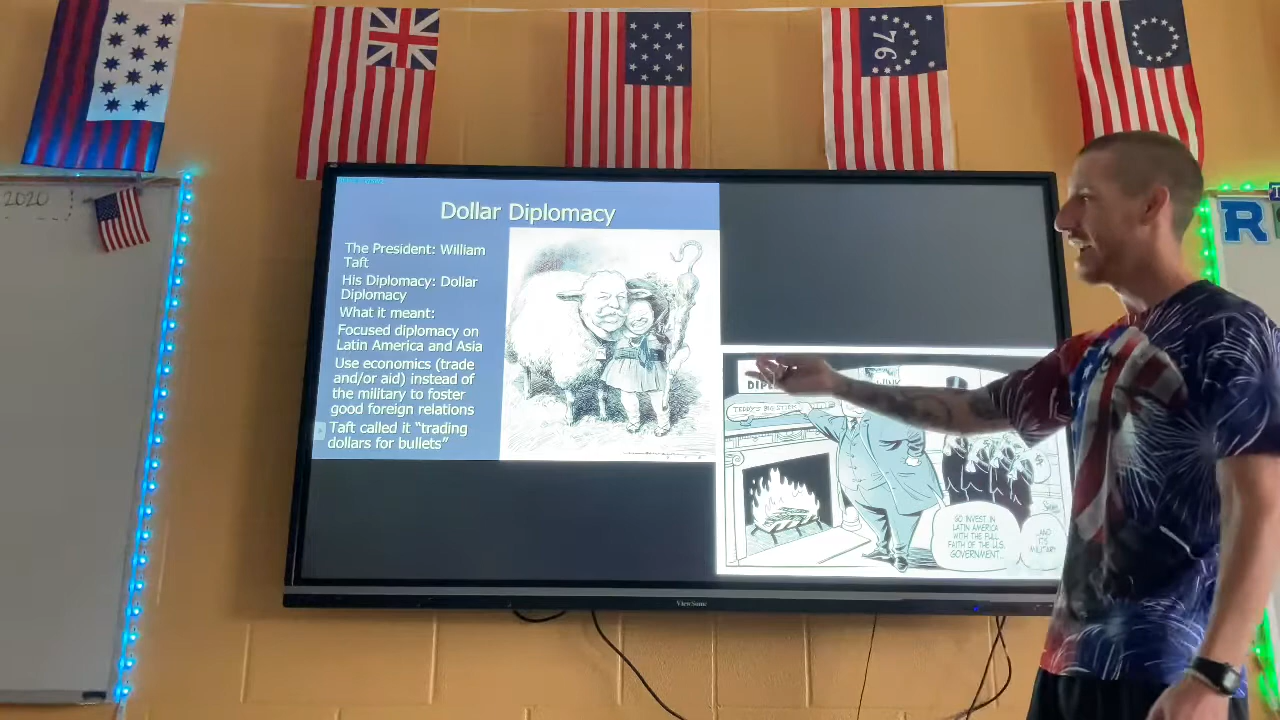 76
2020
R
Dollar Diplomacy
The President: William
Taft
His Diplomacy: Dollar
Diplomacy
What it meant:
Focused diplomacy on
Latin America and Asia
Use economics (trade
and/or aid) instead of
the military to foster
good foreign relations
Taft called it "trading
dollars for bullets"
TEDDY'S BIG STICK
GO INVEST IN
LATIN AMERICA
WITH THE FULL
FAITH OF THE U.S.
GOVERNMENT...
...AND
ITS
MILITARY
ViewSonic